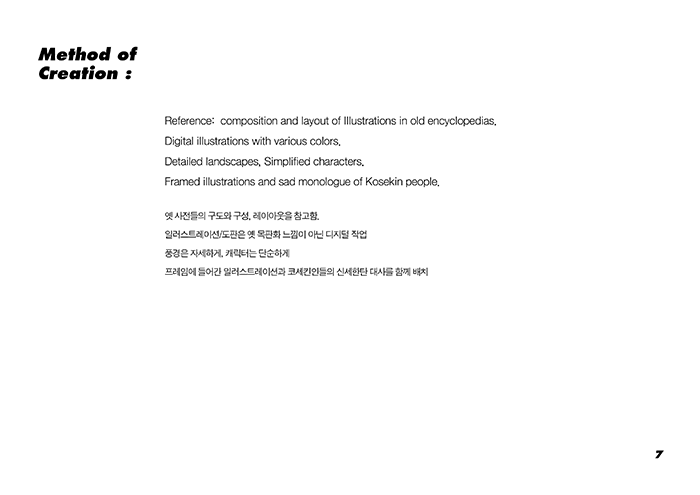 Method of
Creation :
Reference: composition and layout of Illustrations in old encyclopedias.
Digital illustrations with various colors.
Detailed landscapes, Simplified characters.
Framed illustrations and sad monologue of Kosekin people.
옛 사전들의 구도와 구성, 레이아웃을 참고함.
일러스트레이션/도판은 옛 목판화 느낌이 아닌 디지털 작업
풍경은 자세하게, 캐릭터는 단순하게
프레임에 들어간 일러스트레이션과 코세킨인들의 신세한탄 대사를 함께 배치
7